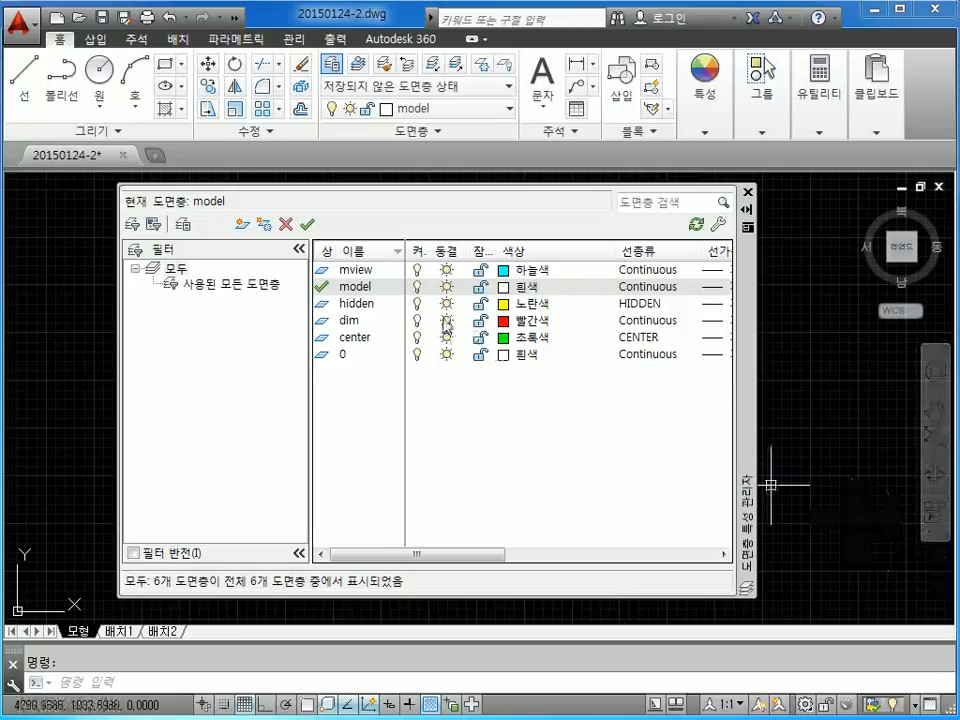 20150124-2.dwg
키워드 또는 구절 입력
로그인
홈 삽입 주석 배치 파라메트릭 관리 뷰 출력 Autodesk 360
저장되지 않은 도면층 상태
model
선 폴리선 원 호
문자
삽입
특성
그룹
유틸리티
클립보드
그리기 수정 도면층 주석 블록
20150124-2*
현재 도면층: model
도면층 검색
필터
모두
사용된 모든 도면층
상 이름 켜. 동결 잠... 색상 선종류 선가
mview 하늘색 Continuous
model 흰색 Continuous
hidden 노란색 HIDDEN
dim 빨간색 Continuous
center 초록색 CENTER
0 흰색 Continuous
필터 반전(I)
모두: 6개 도면층이 전체 6개 도면층 중에서 표시되었음
도면층 특성 관리자
북
서
동
남
WCS
Y
X
모형 배치1 배치2
명령:
명령 입력
1:1